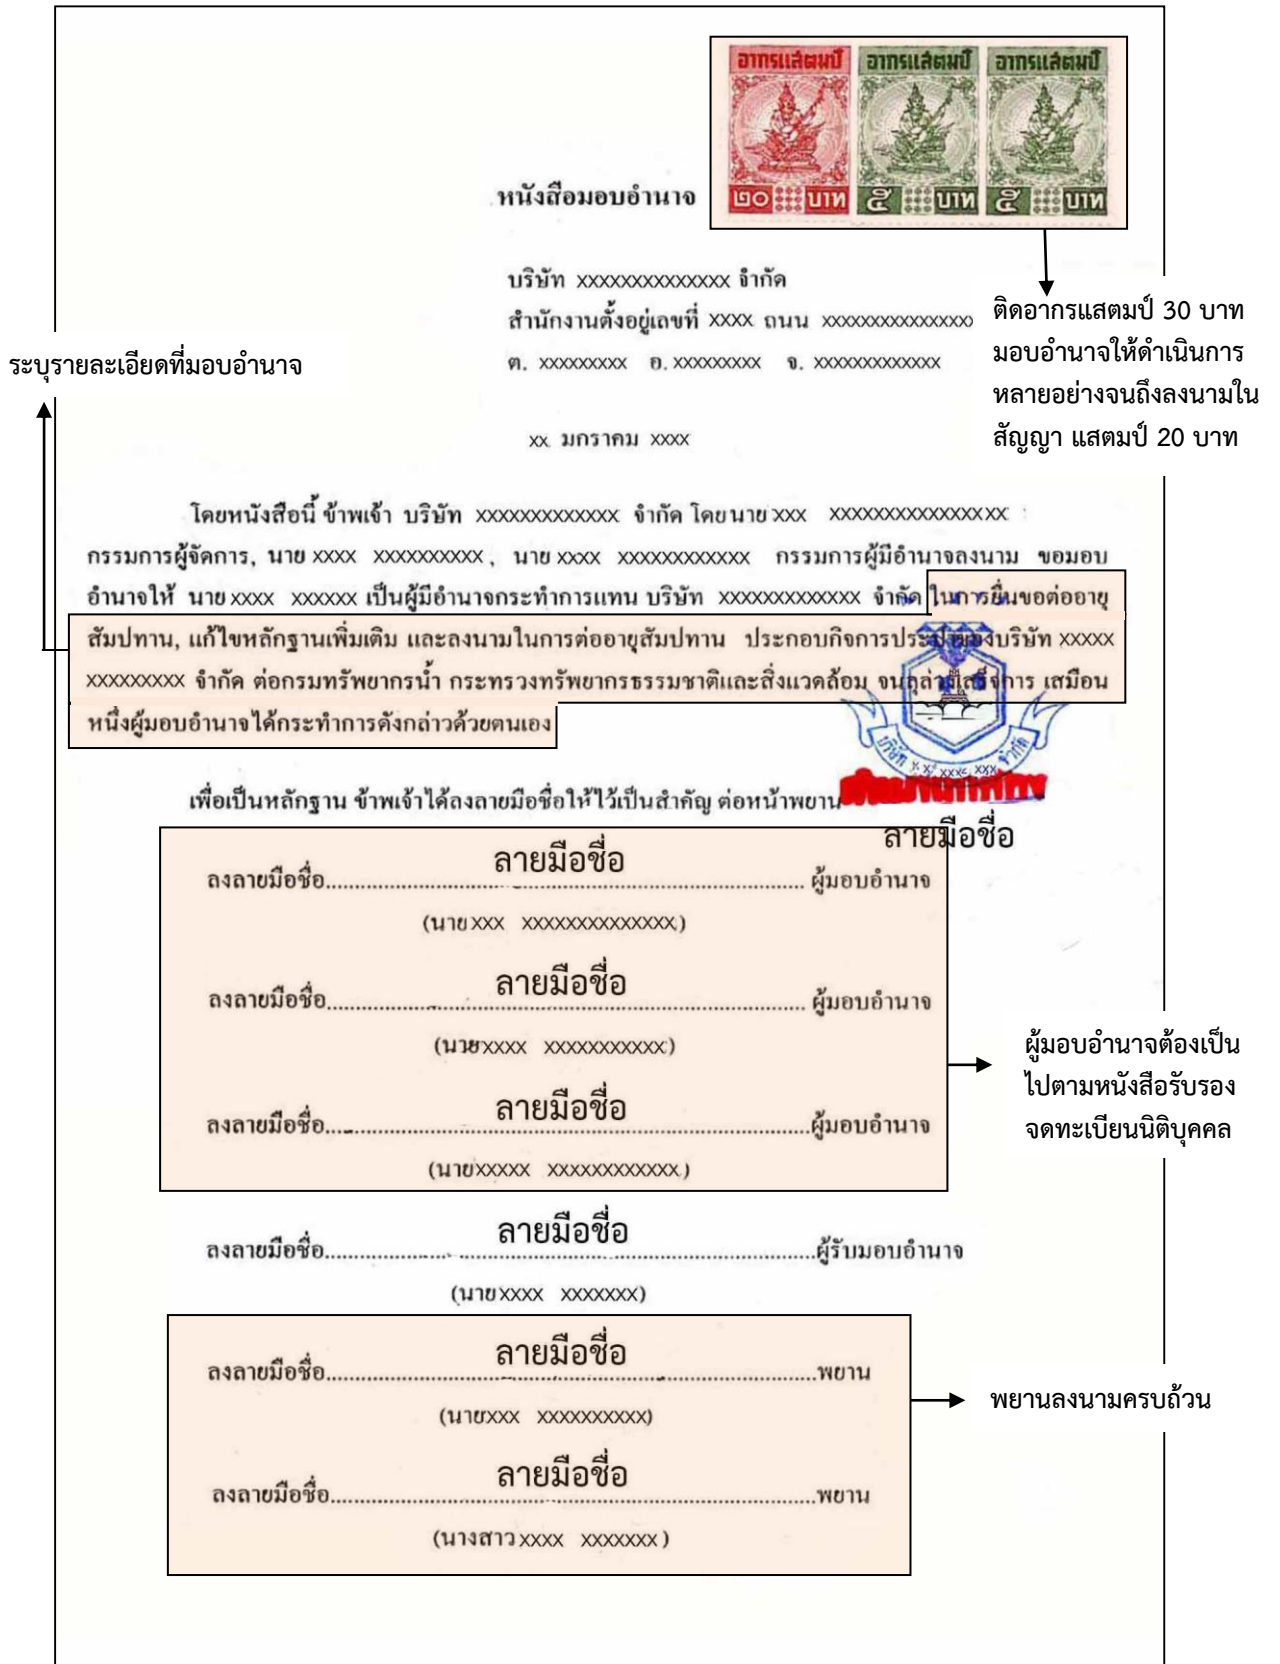 อากรแสตมป์ อากรแสตมป์ อากรแสตมป์
๒๐ บาท ๕ บาท ๕ บาท
หนังสือมอบอำนาจ
บริษัท xxxxxxxxxxxxxx จำกัด
สำนักงานตั้งอยู่เลขที่ xxxx ถนน xxxxxxxxxxxxxxx
ต. xxxxxxxxx อ. xxxxxxxxx จ. xxxxxxxxxxxxx
ติดอากรแสตมป์ 30 บาท
มอบอำนาจให้ดำเนินการ
หลายอย่างจนถึงลงนามใน
สัญญา แสตมป์ 20 บาท
ระบุรายละเอียดที่มอบอำนาจ
xx มกราคม xxxx
โดยหนังสือนี้ ข้าพเจ้า บริษัท xxxxxxxxxxxxx จำกัด โดยนาย xxx xxxxxxxxxxxxxxxx
กรรมการผู้จัดการ, นาย xxxx xxxxxxxxxx, นาย xxxx xxxxxxxxxxxx กรรมการผู้มีอำนาจลงนาม ขอมอบ
อำนาจให้ นาย xxxx xxxxxx เป็นผู้มีอำนาจกระทำการแทน บริษัท xxxxxxxxxxxxx จำกัด ในการยื่นขอต่ออายุ
สัมปทาน, แก้ไขหลักฐานเพิ่มเติม และลงนามในการต่ออายุสัมปทาน ประกอบกิจการประปาของบริษัท xxxxx
xxxxxxxxx จำกัด ต่อกรมทรัพยากรน้ำ กระทรวงทรัพยากรธรรมชาติและสิ่งแวดล้อม จนลุล่วงเสร็จการ เสมือน
หนึ่งผู้มอบอำนาจได้กระทำการดังกล่าวด้วยตนเอง
บริษัท x xx xxxx xxx จำกัด
เพื่อเป็นหลักฐาน ข้าพเจ้าได้ลงลายมือชื่อให้ไว้เป็นสำคัญ ต่อหน้าพยาน
ลายมือชื่อ
ลายมือชื่อ
ลงลายมือชื่อ........................................ผู้มอบอำนาจ
(นาย xxx xxxxxxxxxxxxxx)
ลายมือชื่อ
ลงลายมือชื่อ........................................ผู้มอบอำนาจ
(นาย xxxx xxxxxxxxxxx)
ลายมือชื่อ
ลงลายมือชื่อ........................................ผู้มอบอำนาจ
(นาย xxxxx xxxxxxxxxxxx)
ผู้มอบอำนาจต้องเป็น
ไปตามหนังสือรับรอง
จดทะเบียนนิติบุคคล
ลายมือชื่อ
ลงลายมือชื่อ........................................ผู้รับมอบอำนาจ
(นาย xxxx xxxxxxx)
ลายมือชื่อ
ลงลายมือชื่อ........................................พยาน
(นาย xxx xxxxxxxxxx)
พยานลงนามครบถ้วน
ลายมือชื่อ
ลงลายมือชื่อ........................................พยาน
(นางสาว xxxx xxxxxxx)